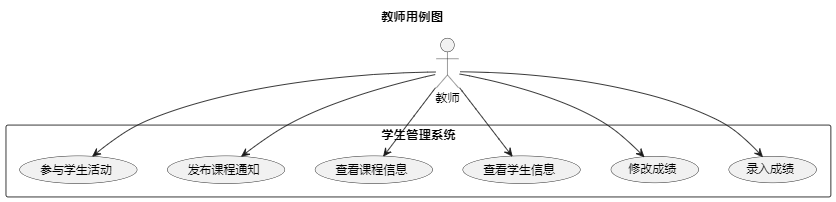 教师用例图
教师
学生管理系统
参与学生活动
发布课程通知
查看课程信息
查看学生信息
修改成绩
录入成绩